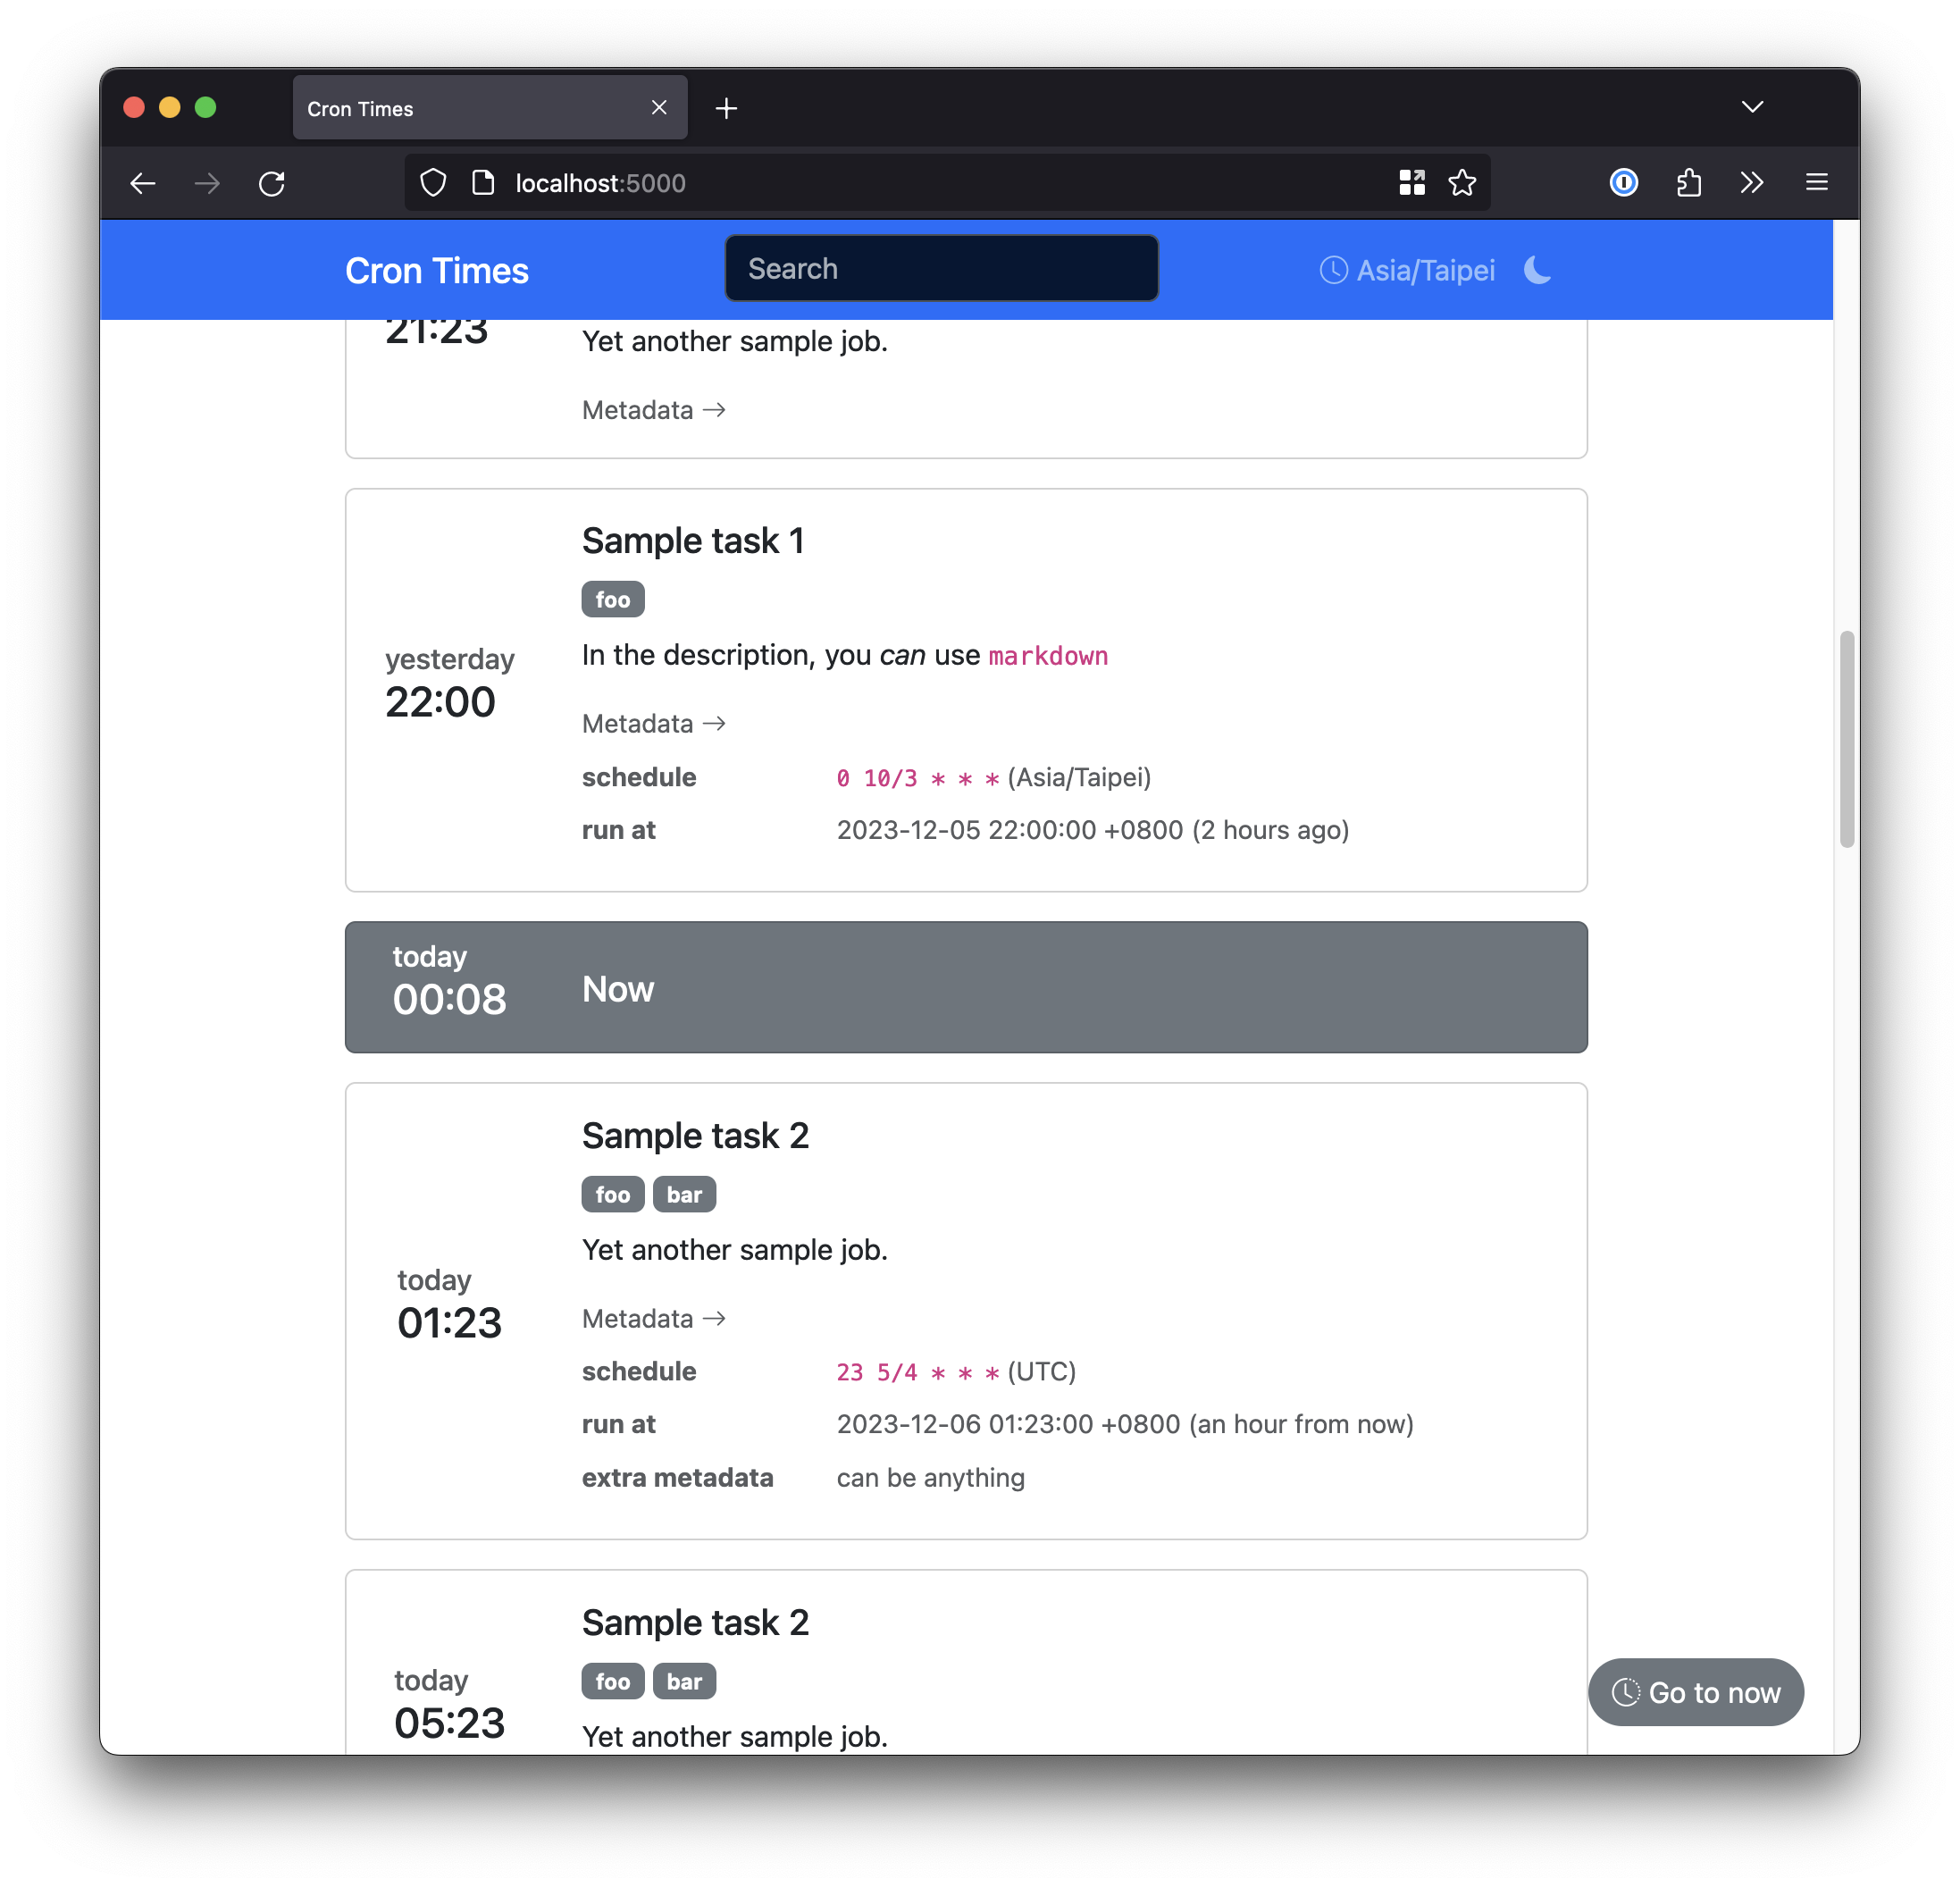 Cron Times
localhost:5000
Cron Times
Search
Asia/Taipei
21:23
Yet another sample job.
Metadata →
Sample task 1
foo
yesterday
22:00
In the description, you can use markdown
Metadata →
schedule 0 10/3 * * * (Asia/Taipei)
run at 2023-12-05 22:00:00 +0800 (2 hours ago)
today
00:08
Now
Sample task 2
foo bar
Yet another sample job.
today
01:23
Metadata →
schedule 23 5/4 * * * (UTC)
run at 2023-12-06 01:23:00 +0800 (an hour from now)
extra metadata can be anything
Sample task 2
foo bar
today
05:23
Yet another sample job.
Go to now